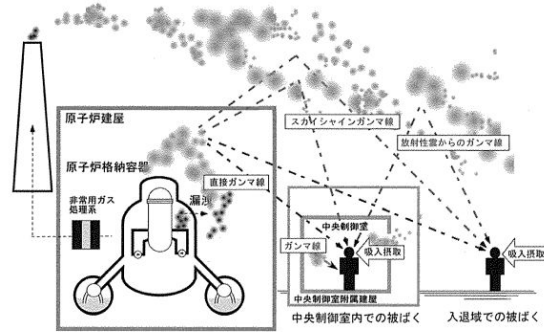 原子炉建屋
スカイシャインガンマ線
放射性雲からのガンマ線
原子炉格納容器
直接ガンマ線
漏洩
非常用ガス
処理系
中央制御室
ガンマ線
吸入摂取
吸入摂取
中央制御室附属建屋
中央制御室内での被ばく
入退域での被ばく